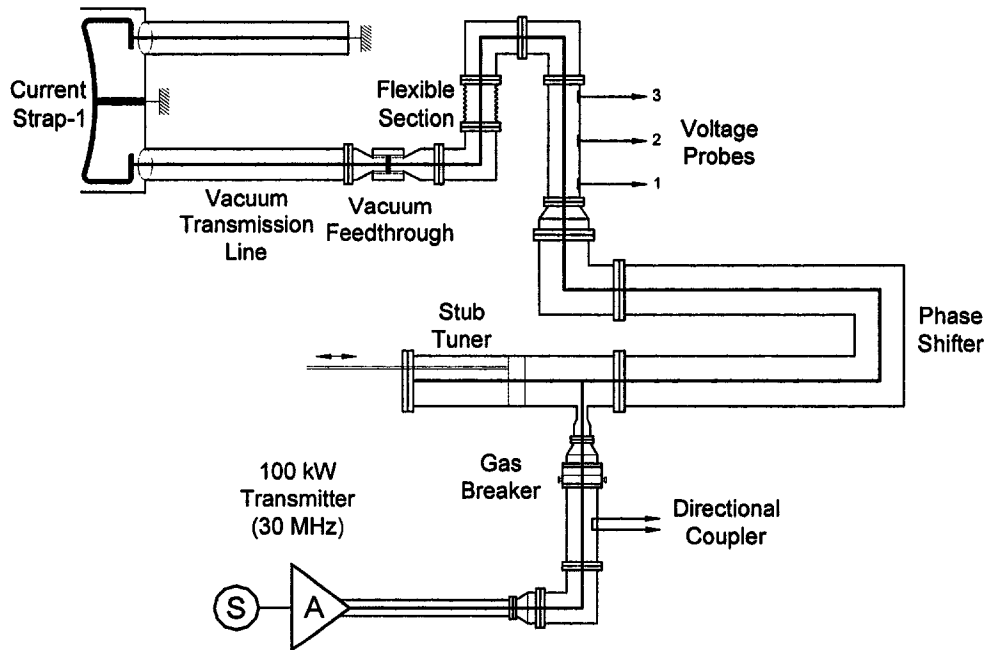 Current
Strap-1
Flexible
Section
3
2
1
Voltage
Probes
Vacuum
Transmission
Line
Vacuum
Feedthrough
Stub
Tuner
Phase
Shifter
100 kW
Transmitter
(30 MHz)
Gas
Breaker
Directional
Coupler
S
A